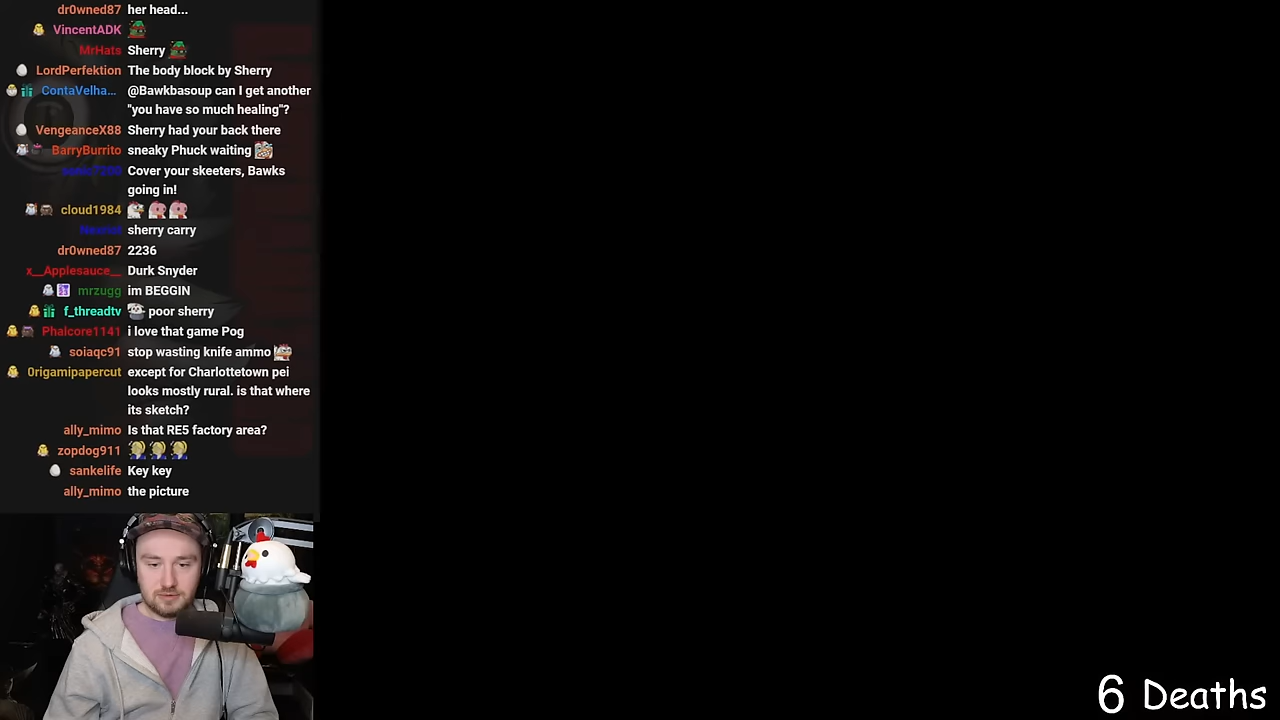 dr0wned87 her head...
VincentADK
MrHats Sherry
LordPerfektion The body block by Sherry
ContaVelha... @Bawkbasoup can I get another
"you have so much healing"?
VengeanceX88 Sherry had your back there
BarryBurrito sneaky Phuck waiting
Cover your skeeters, Bawks
going in!
cloud1984
sherry carry
dr0wned87 2236
x__Applesauce__ Durk Snyder
mrzugg im BEGGIN
f_threadtv poor sherry
Phalcore1141 i love that game Pog
soiaqc91 stop wasting knife ammo
0rigamipapercut except for Charlottetown pei
looks mostly rural. is that where
its sketch?
ally_mimo Is that RE5 factory area?
zopdog911
sankelife Key key
ally_mimo the picture
6 Deaths